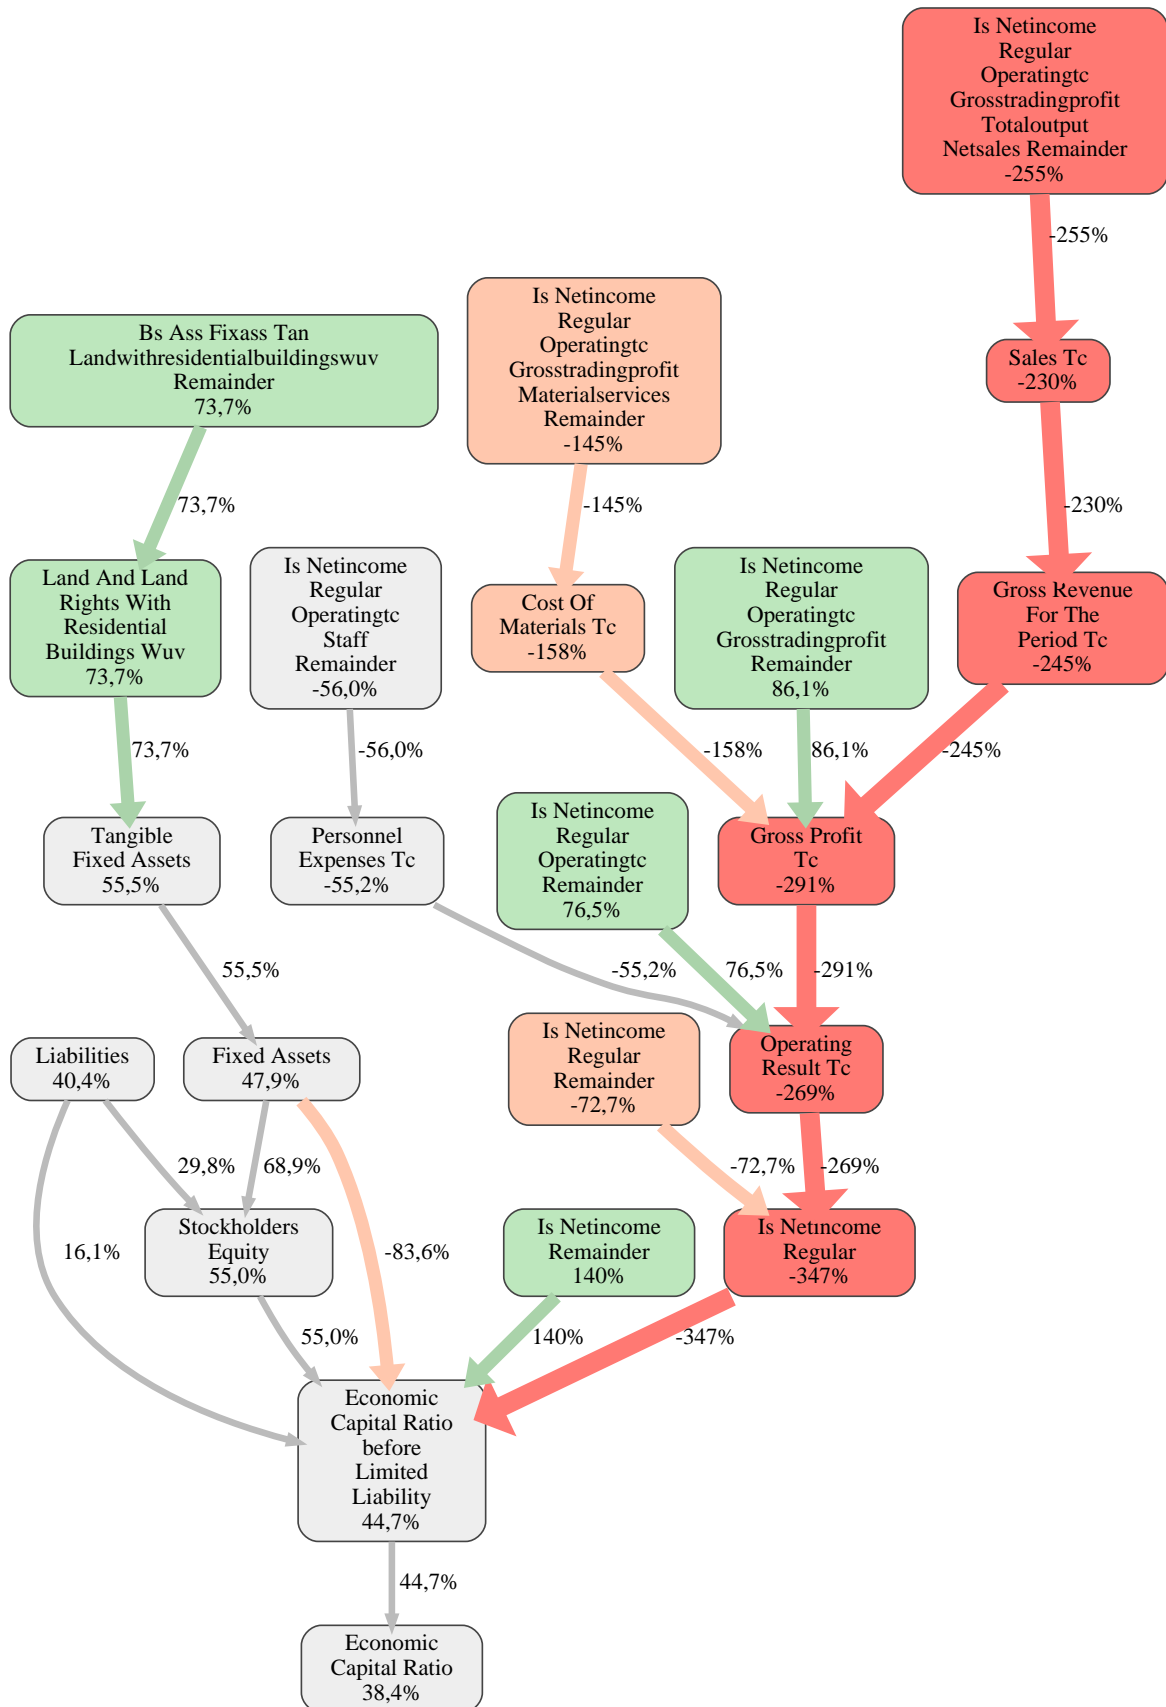 Is Netincome
Regular
Operatingtc
Grosstradingprofit
Totaloutput
Netsales Remainder
-255%
-255%
Is Netincome
Regular
Operatingtc
Grosstradingprofit
Materialservices
Remainder
-145%
Bs Ass Fixass Tan
Landwithresidentialbuildingswuv
Remainder
73,7%
Sales Tc
-230%
73,7%
-145%
-230%
Land And Land
Rights With
Residential
Buildings Wuv
73,7%
Is Netincome
Regular
Operatingtc
Staff
Remainder
-56,0%
Cost Of
Materials Tc
-158%
Is Netincome
Regular
Operatingtc
Grosstradingprofit
Remainder
86,1%
Gross Revenue
For The
Period Tc
-245%
73,7%
-56,0%
-158%
86,1%
-245%
Tangible
Fixed Assets
55,5%
Personnel
Expenses Tc
-55,2%
Is Netincome
Regular
Operatingtc
Remainder
76,5%
Gross Profit
Tc
-291%
55,5%
-55,2%
76,5%
-291%
Liabilities
40,4%
Fixed Assets
47,9%
Is Netincome
Regular
Remainder
-72,7%
Operating
Result Tc
-269%
29,8%
68,9%
-72,7%
-269%
16,1%
Stockholders
Equity
55,0%
-83,6%
Is Netincome
Remainder
140%
Is Netincome
Regular
-347%
55,0%
140%
-347%
Economic
Capital Ratio
before
Limited
Liability
44,7%
44,7%
Economic
Capital Ratio
38,4%